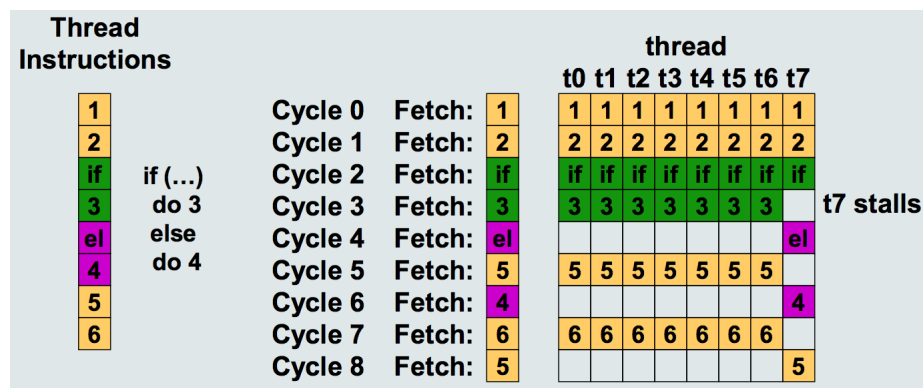 Thread
Instructions
thread
t0 t1 t2 t3 t4 t5 t6 t7
1 Cycle 0 Fetch: 1 1 1 1 1 1 1 1 1
2 Cycle 1 Fetch: 2 2 2 2 2 2 2 2 2
if if (...) Cycle 2 Fetch: if if if if if if if if if
3 do 3 Cycle 3 Fetch: 3 3 3 3 3 3 3 3 t7 stalls
el else Cycle 4 Fetch: el el
4 do 4 Cycle 5 Fetch: 5 5 5 5 5 5 5 5
5 Cycle 6 Fetch: 4 4
6 Cycle 7 Fetch: 6 6 6 6 6 6 6 6
Cycle 8 Fetch: 5 5